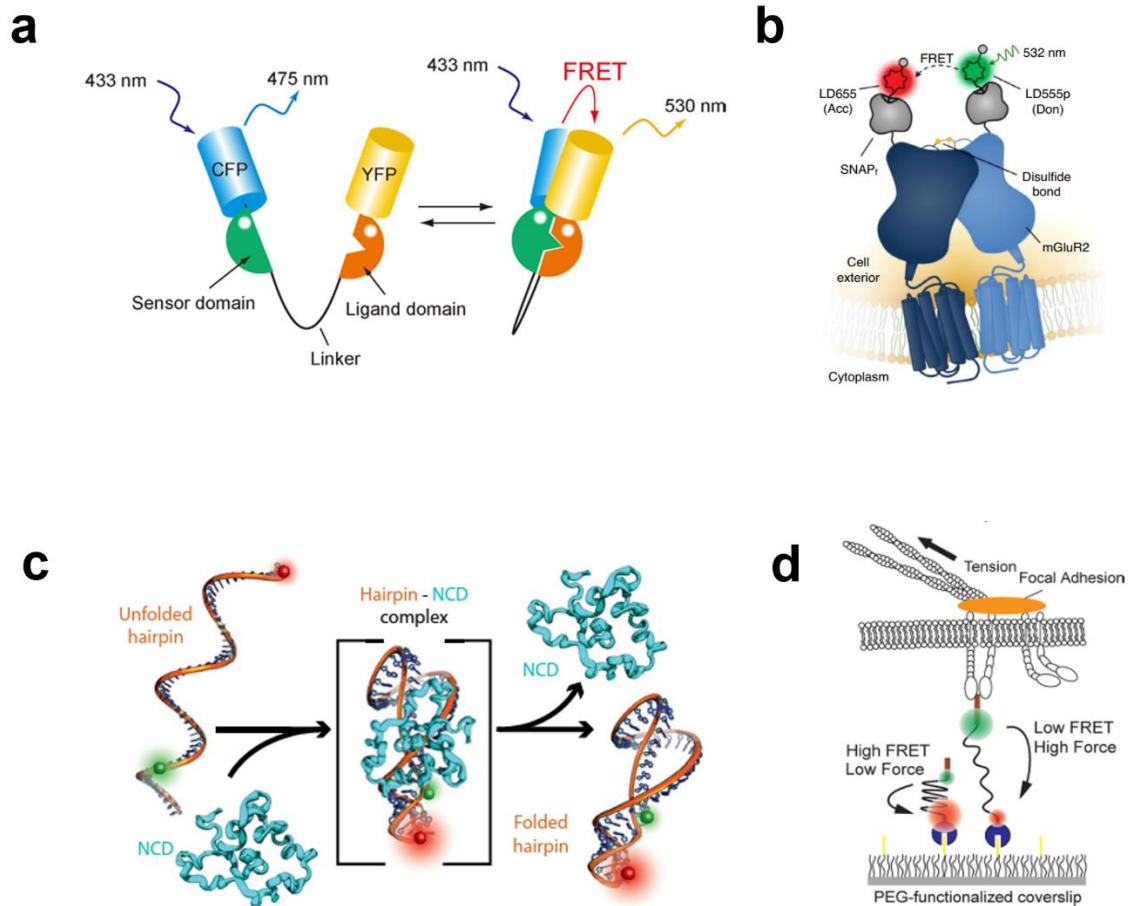 a
433 nm
475 nm
CFP
YFP
Sensor domain
Linker
Ligand domain
433 nm
FRET
530 nm
b
FRET
532 nm
LD655
(Acc)
LD555p
(Don)
SNAPf
Disulfide
bond
mGluR2
Cell
exterior
Cytoplasm
c
Unfolded
hairpin
NCD
Hairpin - NCD
complex
NCD
Folded
hairpin
d
Tension
Focal Adhesion
High FRET
Low Force
Low FRET
High Force
PEG-functionalized coverslip